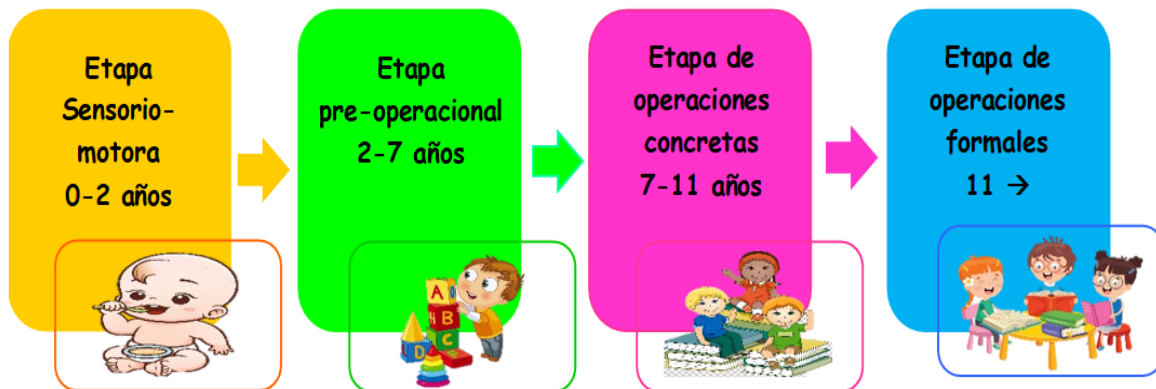 Etapa
Sensorio-
motora
0-2 años
Etapa
pre-operacional
2-7 años
Etapa de
operaciones
concretas
7-11 años
Etapa de
operaciones
formales
11 →
A
B
C
D